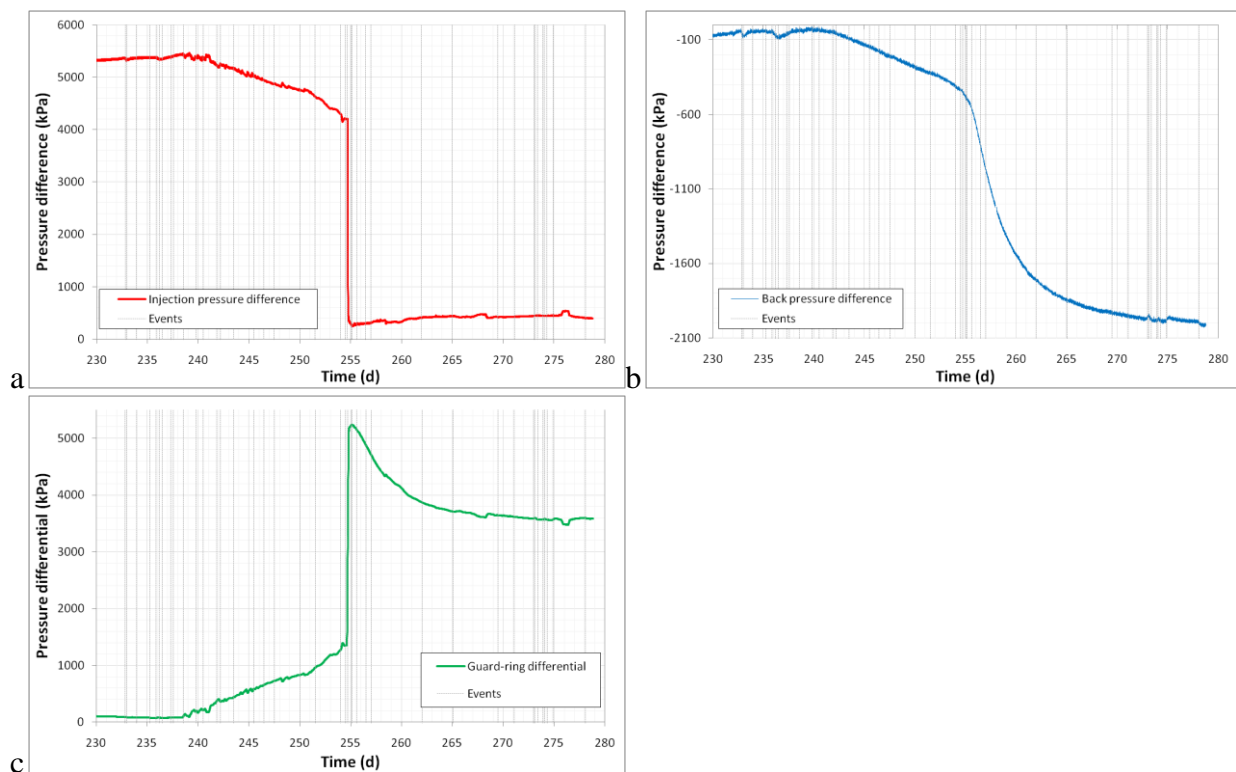 6000
5000
4000
3000
2000
1000
0
Pressure difference (kPa)
Injection pressure difference
Events
230 235 240 245 250 255 260 265 270 275 280
Time (d)
a
-100
-600
-1100
-1600
-2100
Pressure difference (kPa)
Back pressure difference
Events
230 235 240 245 250 255 260 265 270 275 280
Time (d)
b
5000
4000
3000
2000
1000
0
Pressure differential (kPa)
Guard-ring differential
Events
230 235 240 245 250 255 260 265 270 275 280
Time (d)
c